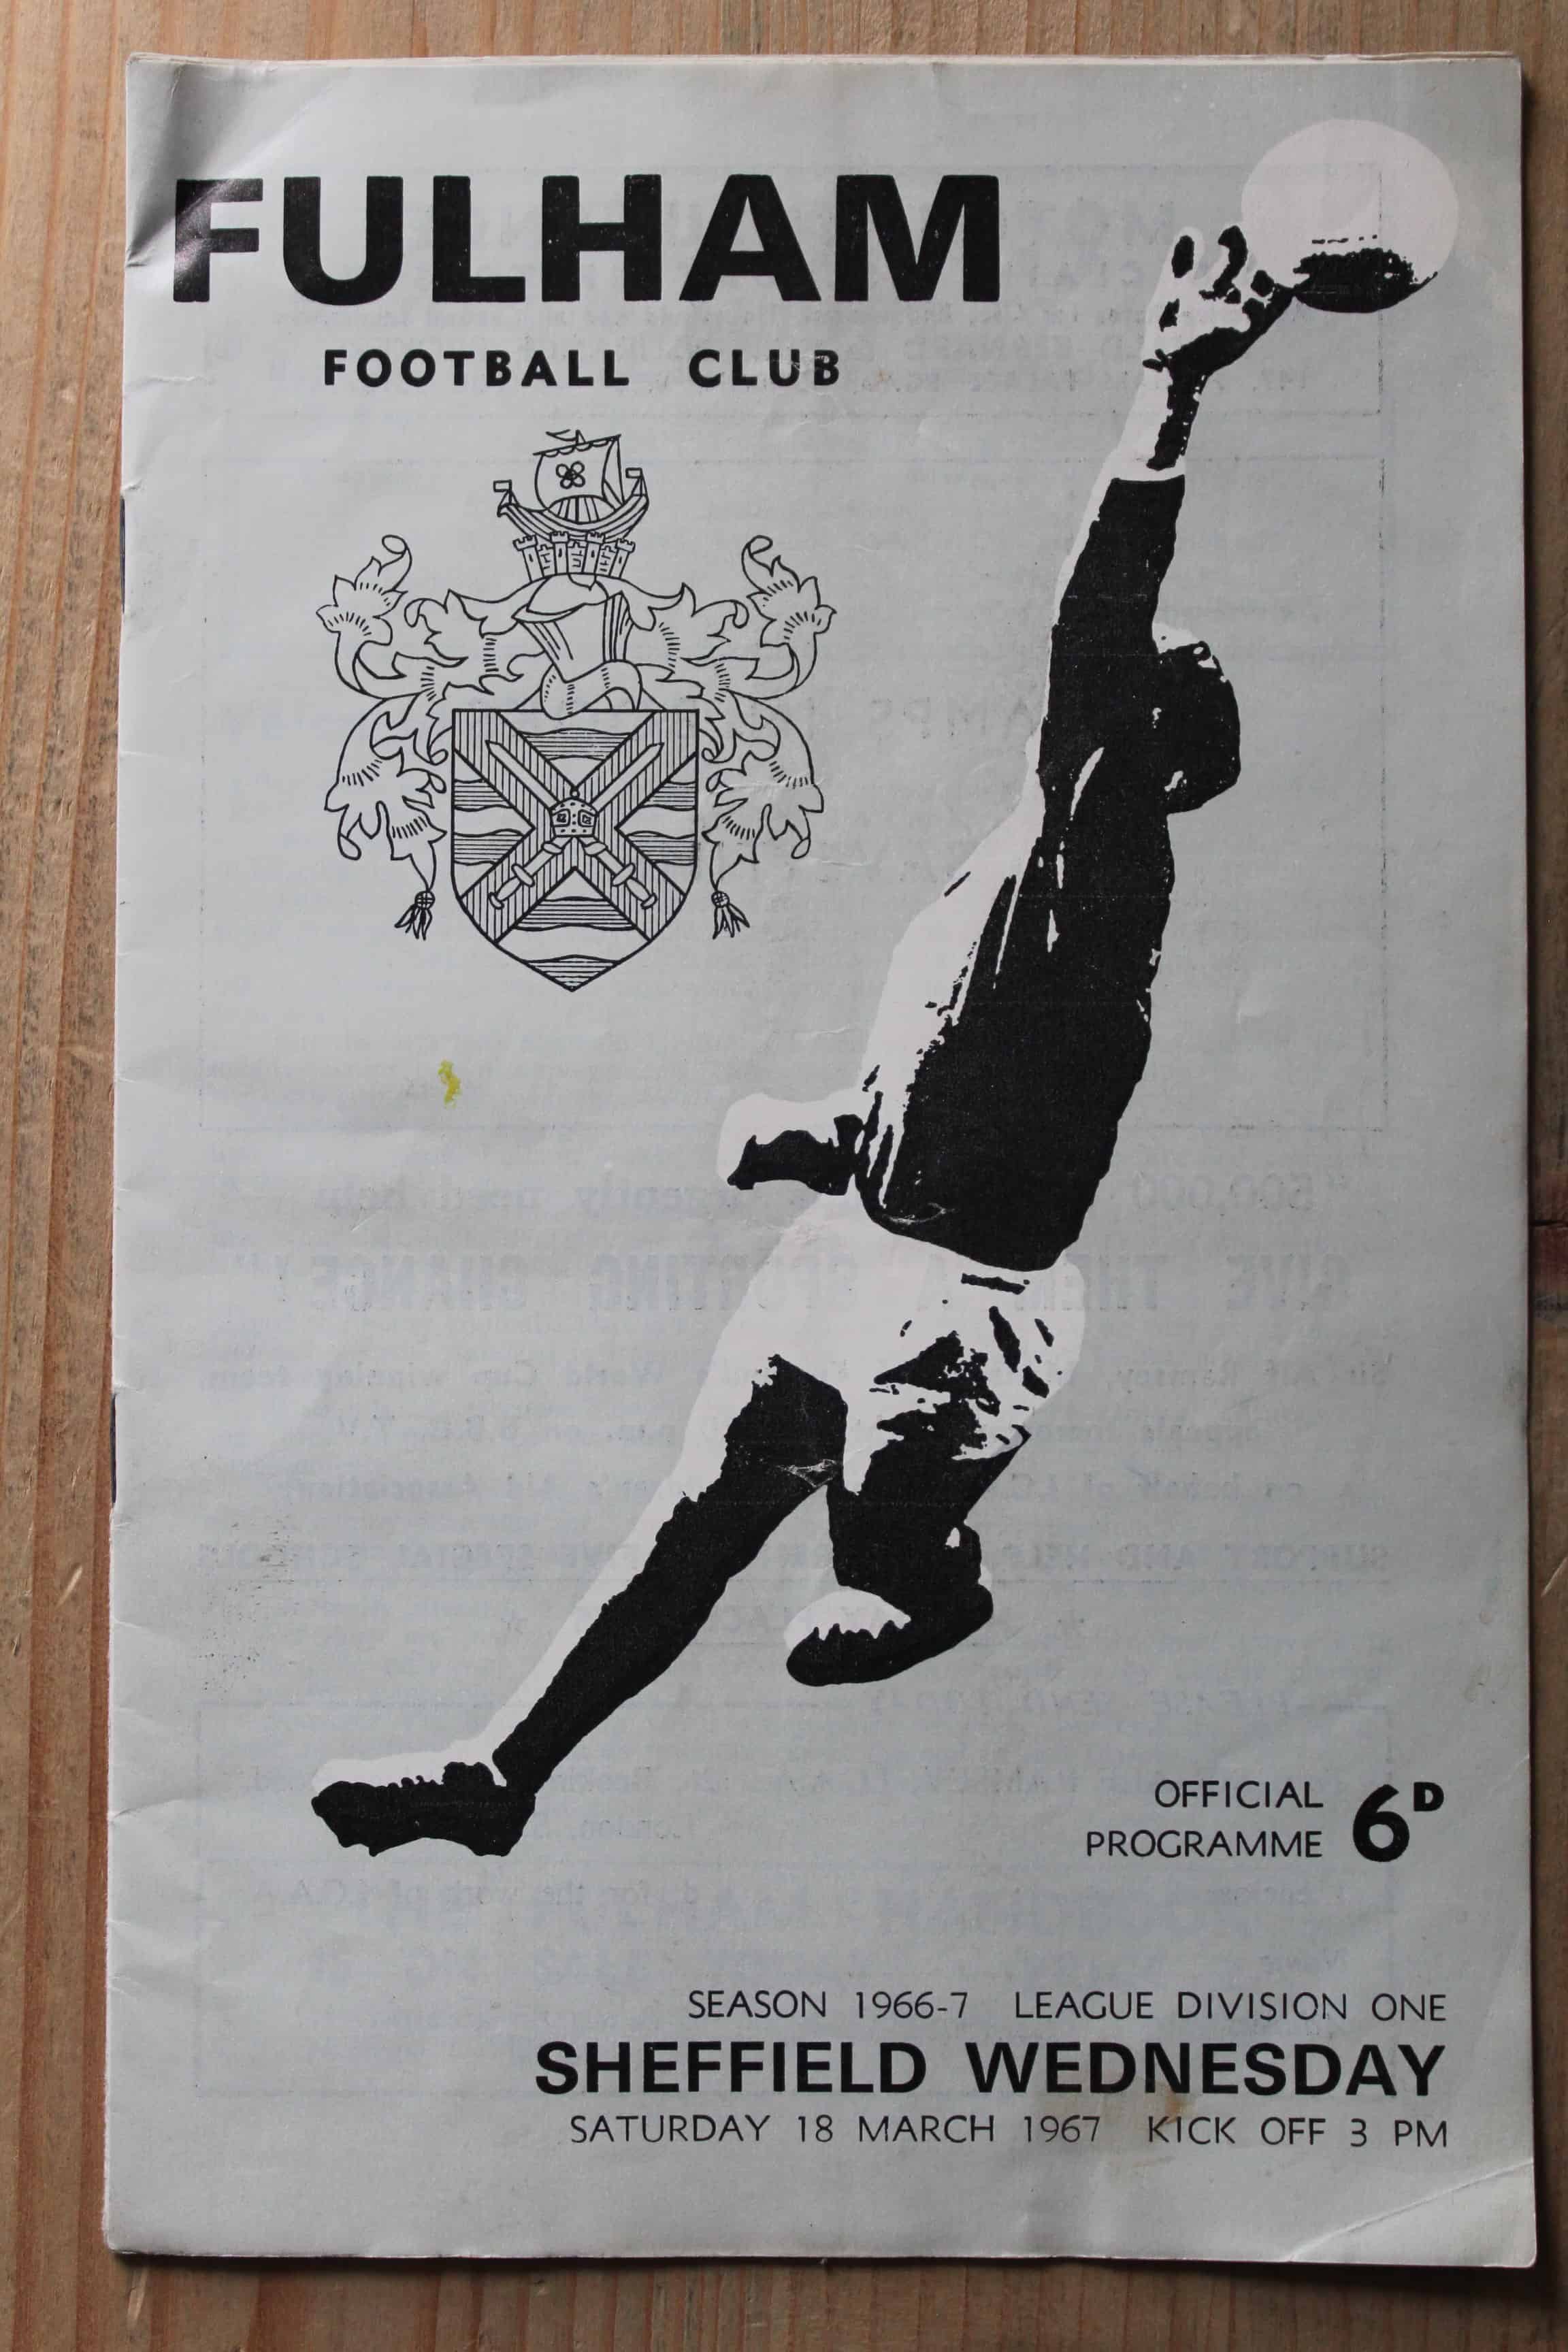 FULHAM
FOOTBALL CLUB
OFFICIAL
PROGRAMME 6D
SEASON 1966-7 LEAGUE DIVISION ONE
SHEFFIELD WEDNESDAY
SATURDAY 18 MARCH 1967 KICK OFF 3 PM